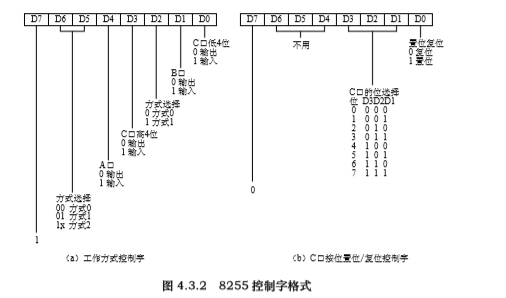 D7 D6 D5 D4 D3 D2 D1 D0
C口低4位
0 输出
1 输入
B口
0 输出
1 输入
方式选择
0 方式0
1 方式1
C口高4位
0 输出
1 输入
A口
0 输出
1 输入
方式选择
00 方式0
01 方式1
1x 方式2
1
(a) 工作方式控制字
D7 D6 D5 D4 D3 D2 D1 D0
不用
置位复位
0 复位
1 置位
C口的位选择
位 D3D2D1
0 0 0 0
1 0 0 1
2 0 1 0
3 0 1 1
4 1 0 0
5 1 0 1
6 1 1 0
7 1 1 1
0
(b) C口按位置位/复位控制字
图 4.3.2 8255 控制字格式